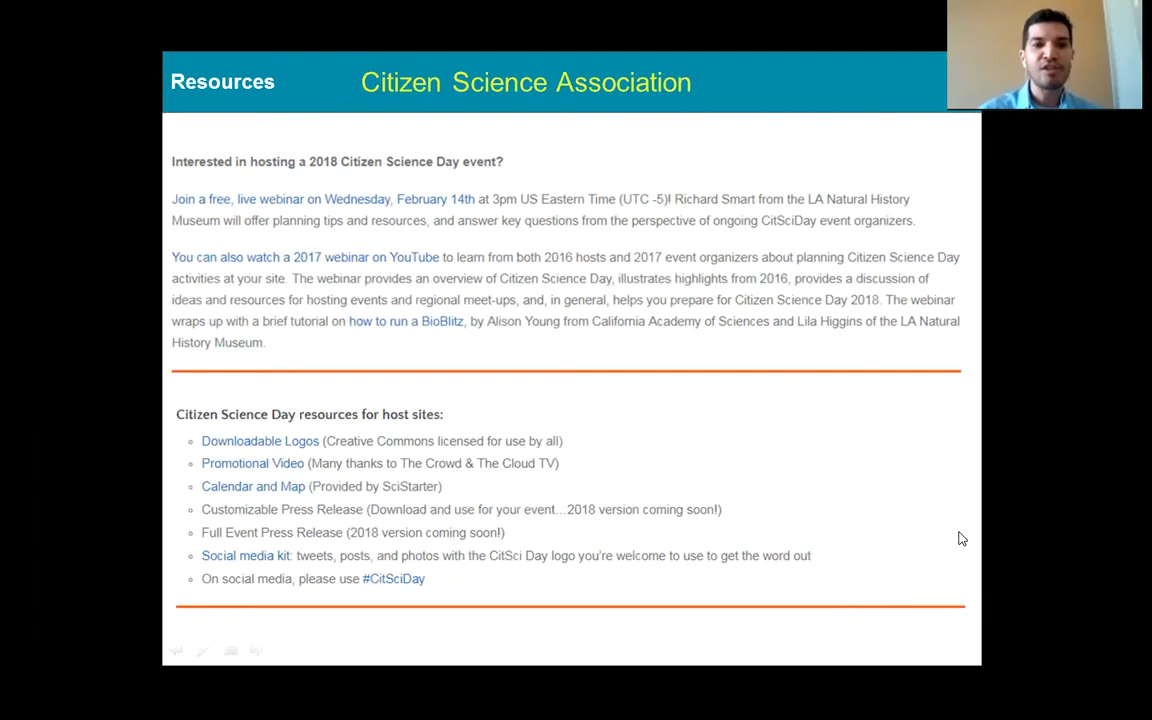 Resources Citizen Science Association
Interested in hosting a 2018 Citizen Science Day event?
Join a free, live webinar on Wednesday, February 14th at 3pm US Eastern Time (UTC -5)! Richard Smart from the LA Natural History
Museum will offer planning tips and resources, and answer key questions from the perspective of ongoing CitSciDay event organizers.
You can also watch a 2017 webinar on YouTube to learn from both 2016 hosts and 2017 event organizers about planning Citizen Science Day
activities at your site. The webinar provides an overview of Citizen Science Day, illustrates highlights from 2016, provides a discussion of
ideas and resources for hosting events and regional meet-ups, and, in general, helps you prepare for Citizen Science Day 2018. The webinar
wraps up with a brief tutorial on how to run a BioBlitz, by Alison Young from California Academy of Sciences and Lila Higgins of the LA Natural
History Museum.
Citizen Science Day resources for host sites:
Downloadable Logos (Creative Commons licensed for use by all)
Promotional Video (Many thanks to The Crowd & The Cloud TV)
Calendar and Map (Provided by SciStarter)
Customizable Press Release (Download and use for your event...2018 version coming soon!)
Full Event Press Release (2018 version coming soon!)
Social media kit: tweets, posts, and photos with the CitSci Day logo you're welcome to use to get the word out
On social media, please use #CitSciDay